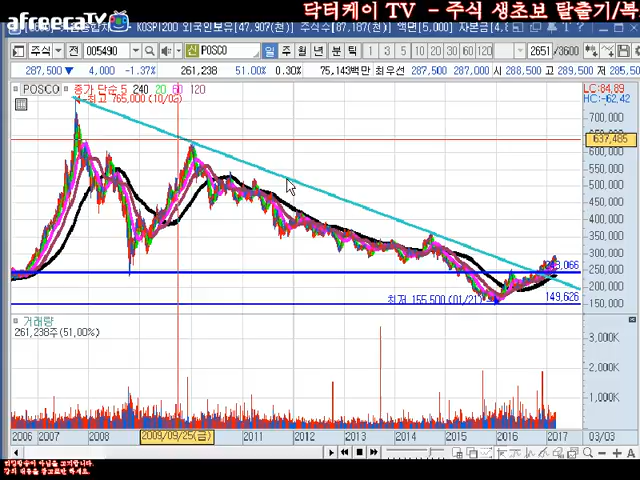 afreecaTV 닥터케이 TV - 주식 생초보 탈출기/복
KOSPI200 외국인보유[47,907(천)] 주식수[87,187(천)] 액면[5,000] 자본금[4,8
주식 005490 신 POSCO 일 주 월 년 분 틱 1 3 5 10 20 30 60 120 2651 /3600
287,500 ▼ 4,000 -1.37% 261,238 51.00% 0.30% 75,143백만 최우선 287,500 287,000 시 288,500 고 289,500 저
POSCO 종가 단순 5 240 20 60 120
최고 765,000 (10/02)
LC:84.89
HC:-62.42
700,000
637,485
600,000
550,000
500,000
450,000
400,000
350,000
300,000
250,000
200,000
150,000
149,626
최저 155,500 (01/21)
거래량
261,238주(51.00%)
3,000K
2,000K
1,000K
2006 2007 2008 2009/09/25(금) 2011 2012 2013 2014 2015 2016 2017 03/03